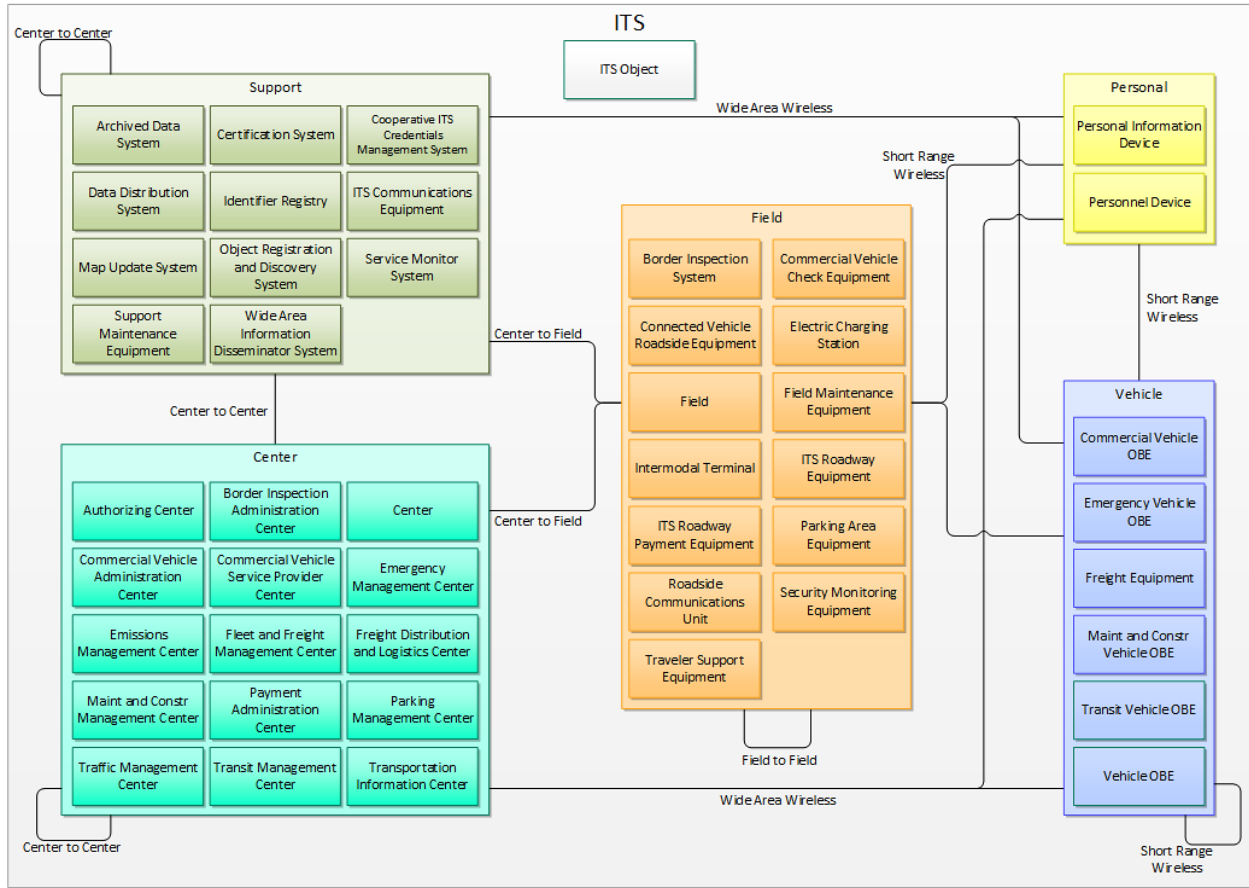 ITS
ITS Object
Center to Center
Support
Archived Data
System
Certification System
Cooperative ITS
Credentials
Management System
Data Distribution
System
Identifier Registry
ITS Communications
Equipment
Map Update System
Object Registration
and Discovery
System
Service Monitor
System
Support
Maintenance
Equipment
Wide Area
Information
Disseminator System
Wide Area Wireless
Personal
Personal Information
Device
Personnel Device
Short Range
Wireless
Short Range
Wireless
Center to Field
Center to Center
Field
Border Inspection
System
Commercial Vehicle
Check Equipment
Connected Vehicle
Roadside Equipment
Electric Charging
Station
Field
Field Maintenance
Equipment
Intermodal Terminal
ITS Roadway
Equipment
ITS Roadway
Payment Equipment
Parking Area
Equipment
Roadside
Communications
Unit
Security Monitoring
Equipment
Traveler Support
Equipment
Field to Field
Center
Authorizing Center
Border Inspection
Administration
Center
Center
Commercial Vehicle
Administration
Center
Commercial Vehicle
Service Provider
Center
Emergency
Management Center
Emissions
Management Center
Fleet and Freight
Management Center
Freight Distribution
and Logistics Center
Maint and Constr
Management Center
Payment
Administration
Center
Parking
Management Center
Traffic Management
Center
Transit Management
Center
Transportation
Information Center
Center to Field
Center to Center
Wide Area Wireless
Vehicle
Commercial Vehicle
OBE
Emergency Vehicle
OBE
Freight Equipment
Maint and Constr
Vehicle OBE
Transit Vehicle OBE
Vehicle OBE
Short Range
Wireless